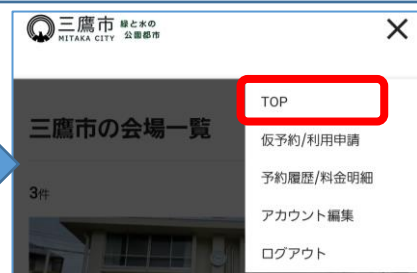 三鷹市 緑と水の
MITAKA CITY 公園都市
TOP
三鷹市の会場一覧
仮予約/利用申請
予約履歴/料金明細
3件
アカウント編集
ログアウト